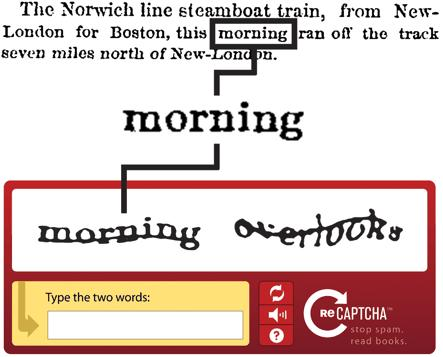 The Norwich line steamboat train, from New-
London for Boston, this morning ran off the track
seven miles north of New-London.
morning
morning overlooks
Type the two words:
?
ReCAPTCHA™
stop spam.
read books.